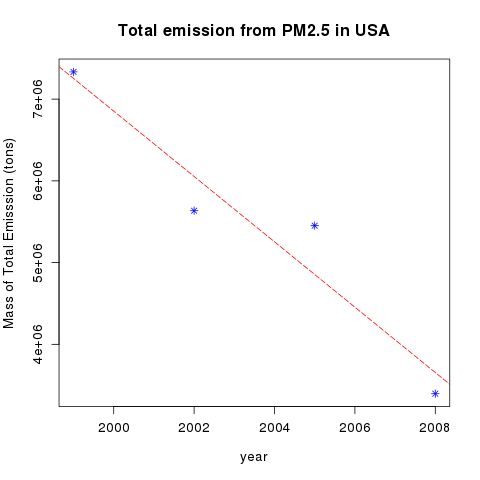 Total emission from PM2.5 in USA
Mass of Total Emisssion (tons)
7e+06
6e+06
5e+06
4e+06
2000 2002 2004 2006 2008
year